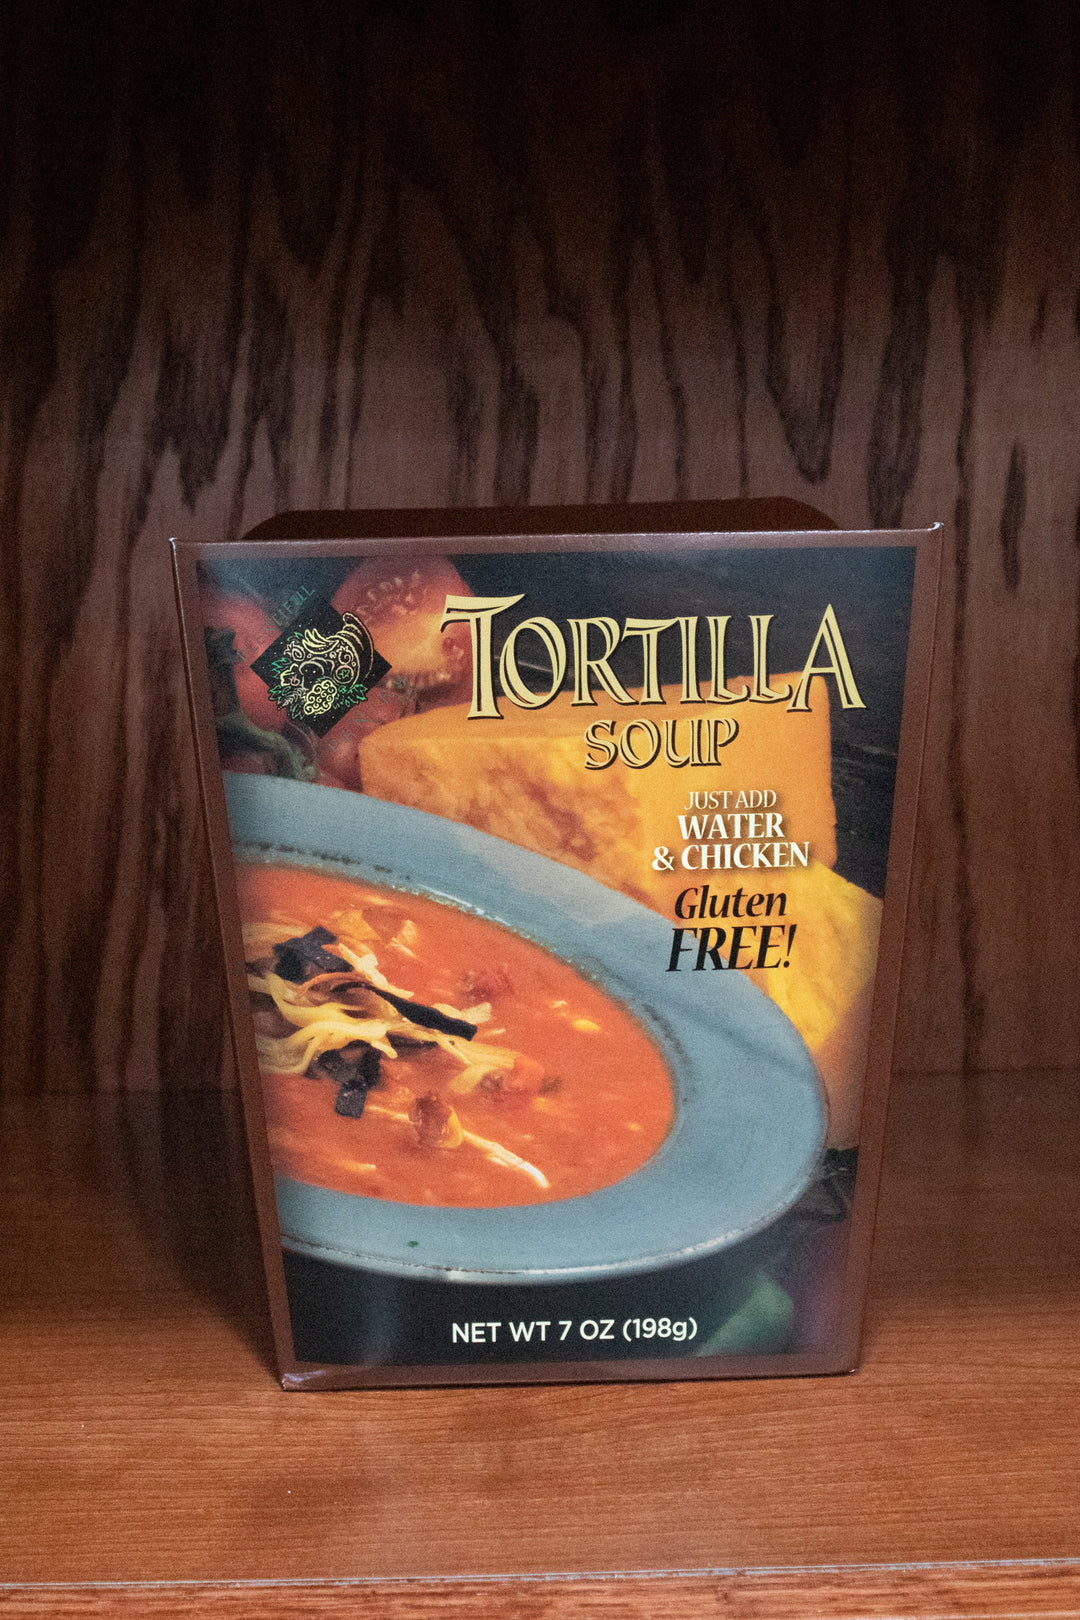 TORTILLA
SOUP
JUST ADD
WATER
& CHICKEN
Gluten
FREE!
NET WT 7 OZ (198g)